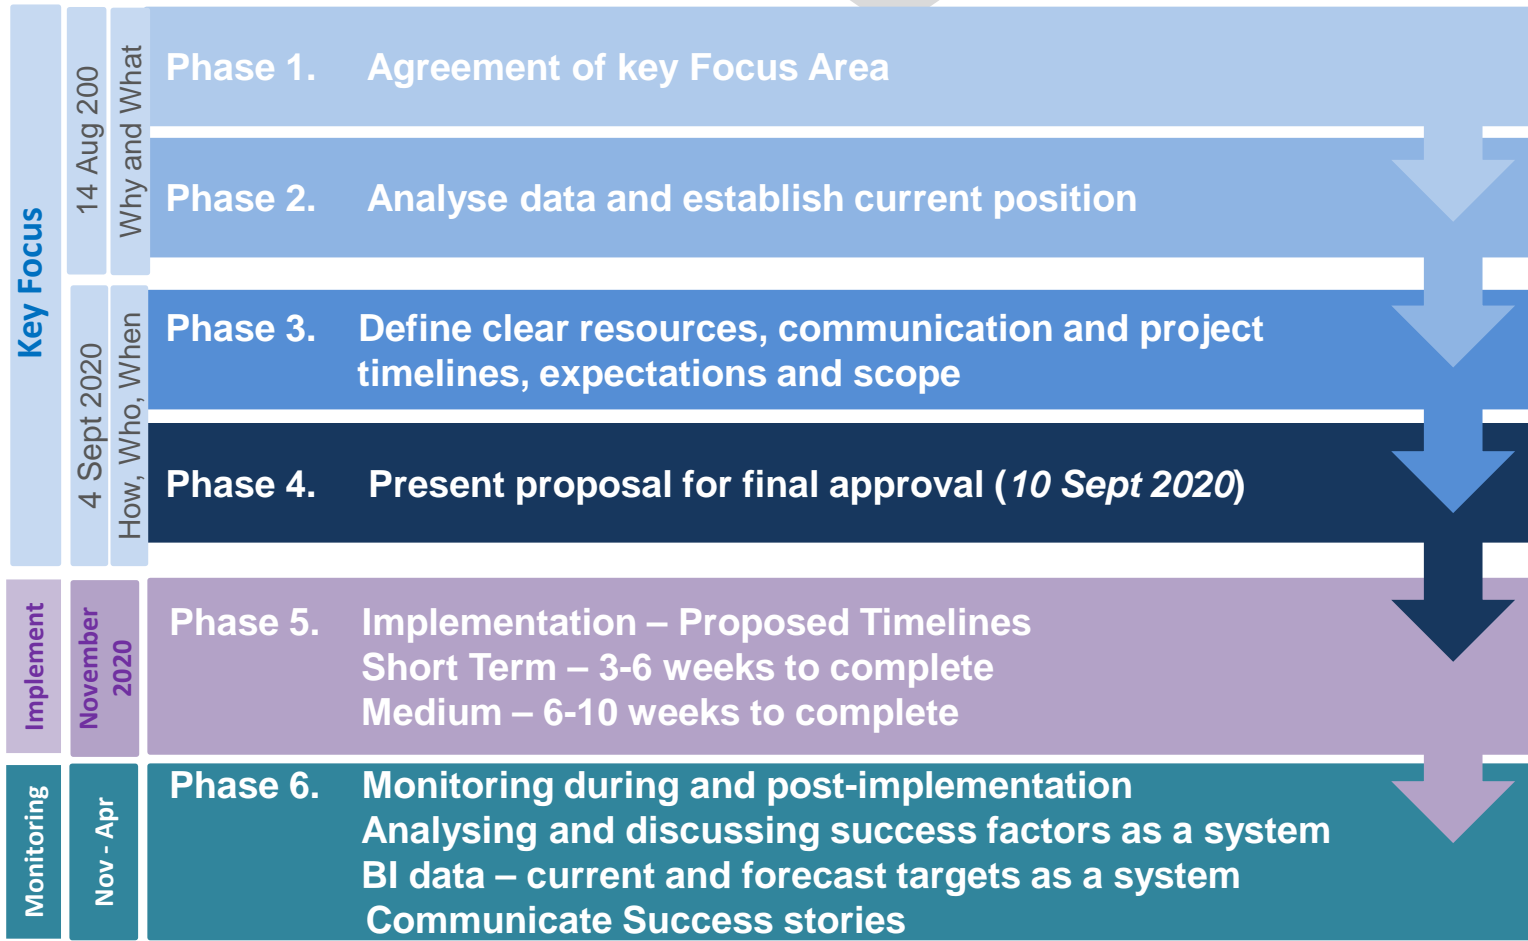 Key Focus
14 Aug 200
Why and What
Phase 1. Agreement of key Focus Area
Phase 2. Analyse data and establish current position
4 Sept 2020
How, Who, When
Phase 3. Define clear resources, communication and project
timelines, expectations and scope
Phase 4. Present proposal for final approval (10 Sept 2020)
Implement
November
2020
Phase 5. Implementation – Proposed Timelines
Short Term – 3-6 weeks to complete
Medium – 6-10 weeks to complete
Monitoring
Nov - Apr
Phase 6. Monitoring during and post-implementation
Analysing and discussing success factors as a system
BI data – current and forecast targets as a system
Communicate Success stories